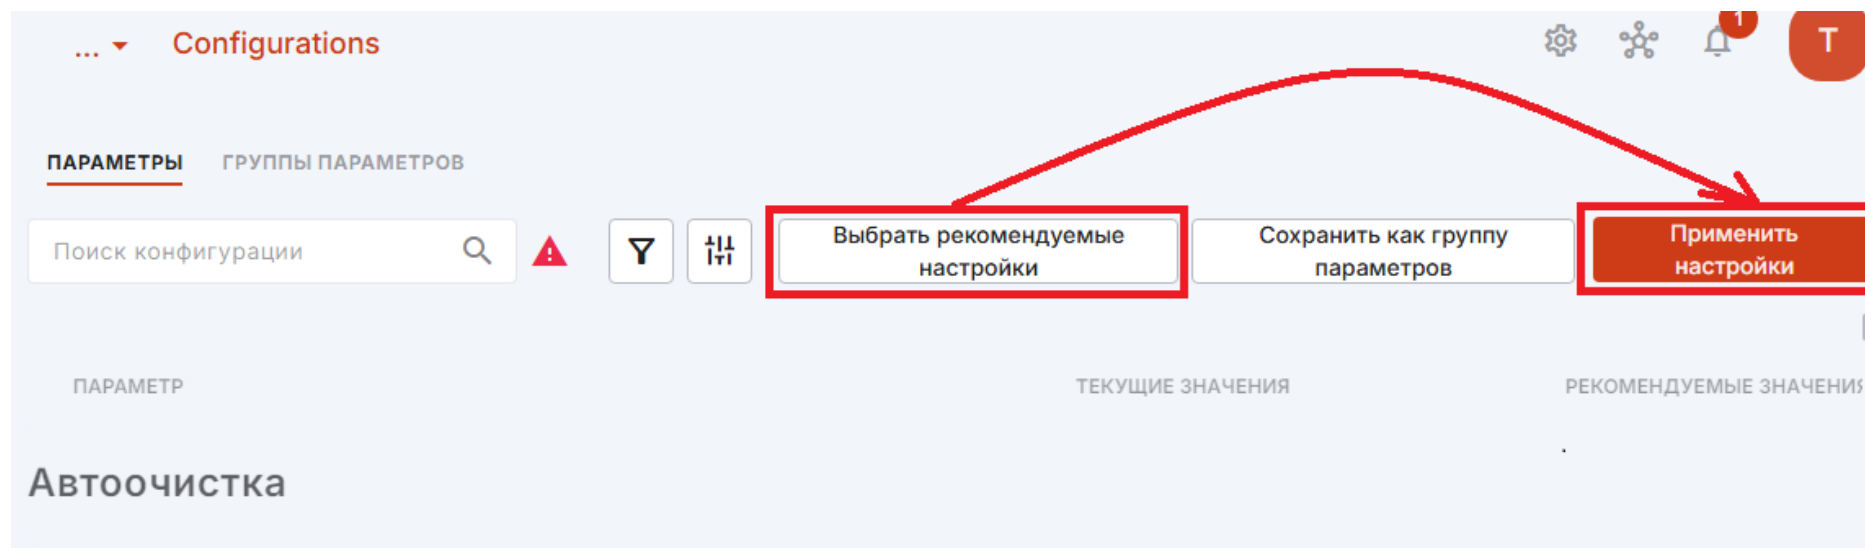 ... Configurations
1
T
ПАРАМЕТРЫ ГРУППЫ ПАРАМЕТРОВ
Поиск конфигурации
Выбрать рекомендуемые
настройки
Сохранить как группу
параметров
Применить
настройки
ПАРАМЕТР ТЕКУЩИЕ ЗНАЧЕНИЯ РЕКОМЕНДУЕМЫЕ ЗНАЧЕНИЯ
Автоочистка